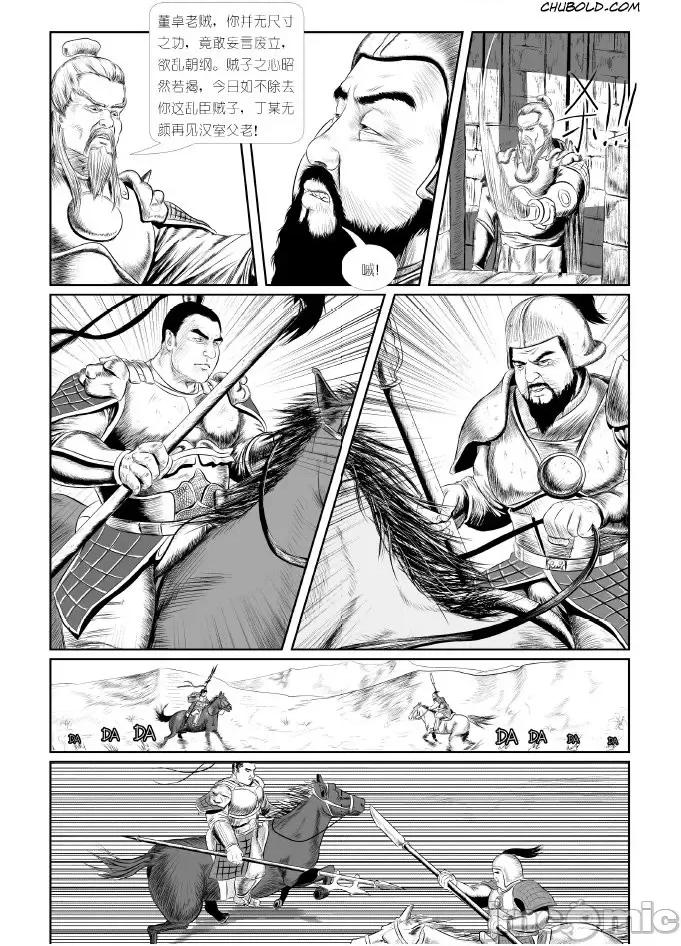 CHUBOLD.COM
董卓老贼，你并无尺寸
之功，竟敢妄言废立，
欲乱朝纲。贼子之心昭
然若揭，今日如不除去
你这乱臣贼子，丁某无
颜再见汉室父老！
杀!!!
DA DA DA
DA DA DA DA